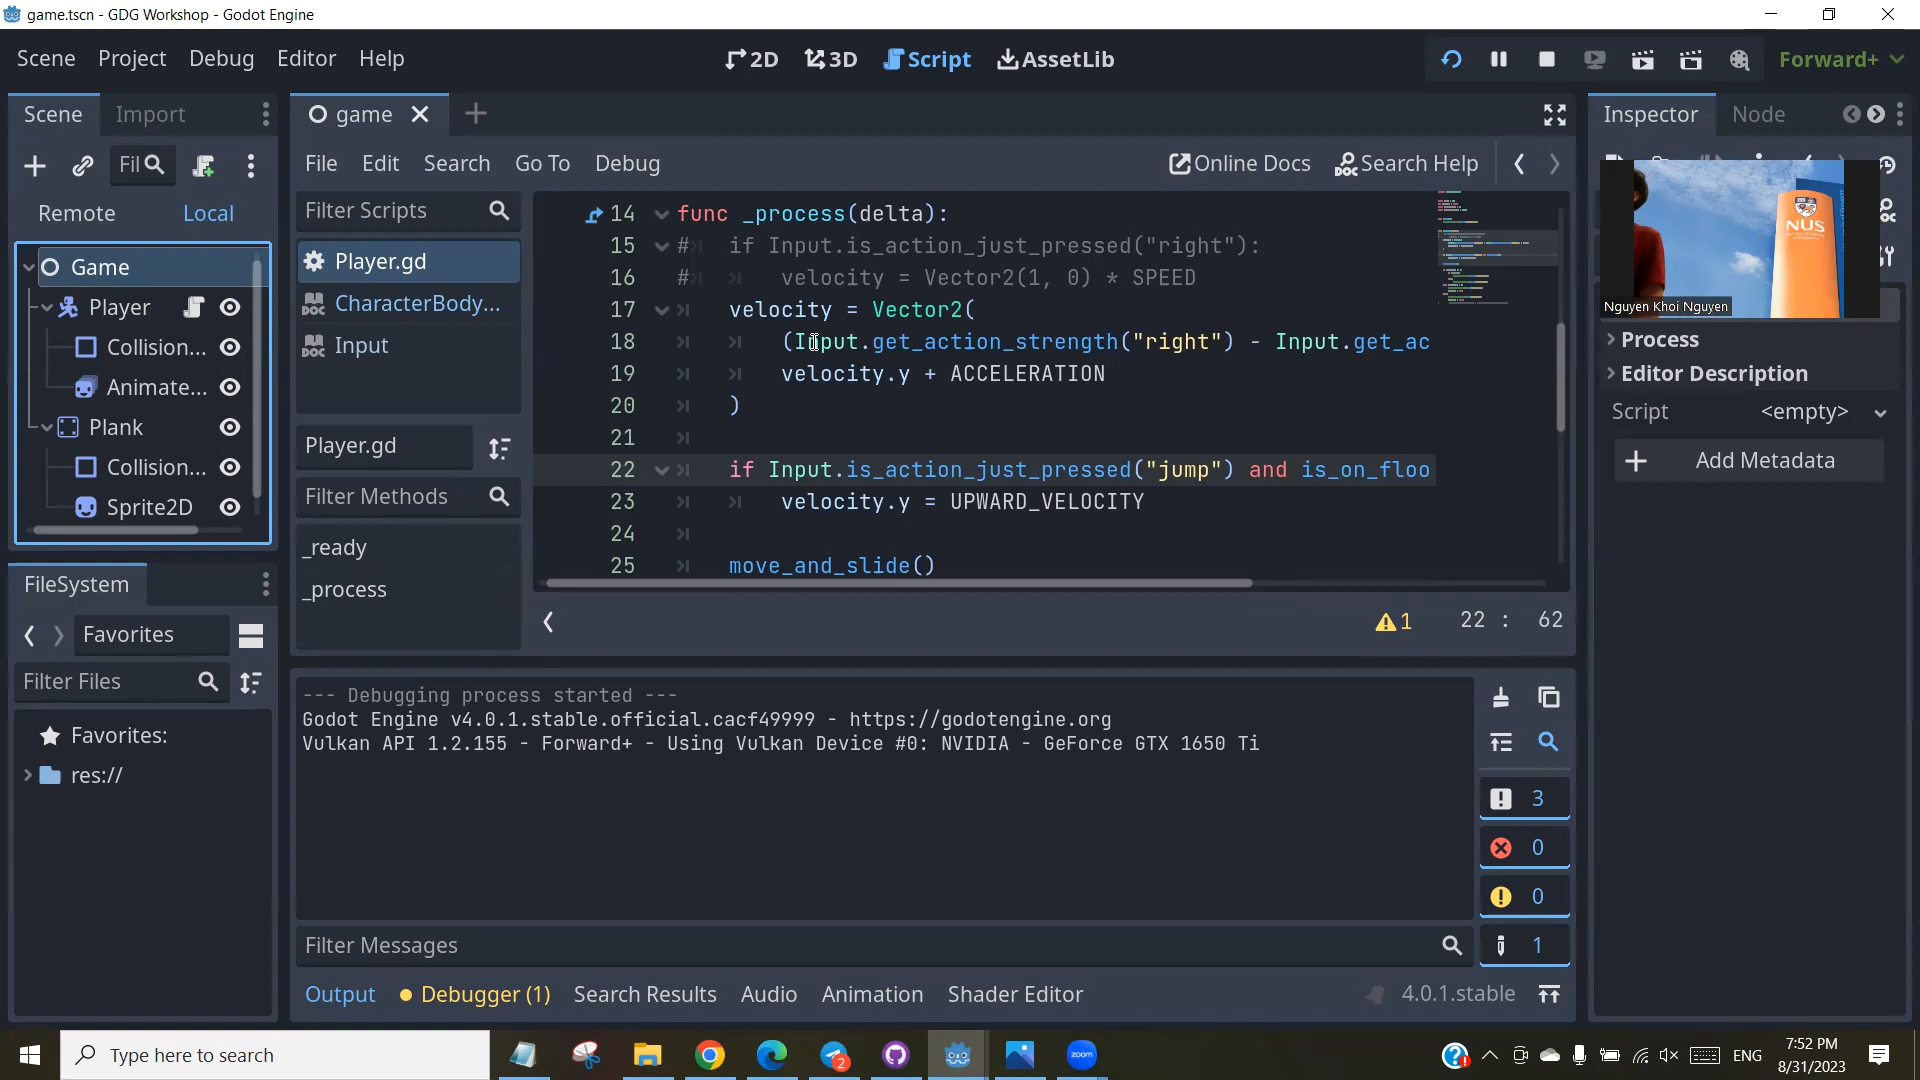 game.tscn - GDG Workshop - Godot Engine
Scene Project Debug Editor Help
2D 3D Script AssetLib
Forward+
Scene Import
game
Inspector Node
Fil
File Edit Search Go To Debug
Online Docs Search Help
Remote Local
Filter Scripts
Game
Player
Collision...
Animate...
Plank
Collision...
Sprite2D
Player.gd
CharacterBody...
Input
Player.gd
Filter Methods
_ready
_process
14 func _process(delta):
15 # if Input.is_action_just_pressed("right"):
16 # velocity = Vector2(1, 0) * SPEED
17 velocity = Vector2(
18 (Input.get_action_strength("right") - Input.get_ac
19 velocity.y + ACCELERATION
20 )
21
22 if Input.is_action_just_pressed("jump") and is_on_floo
23 velocity.y = UPWARD_VELOCITY
24
25 move_and_slide()
1 22 : 62
NUS
Nguyen Khoi Nguyen
Process
Editor Description
Script <empty>
Add Metadata
FileSystem
Favorites
Filter Files
Favorites:
res://
--- Debugging process started ---
Godot Engine v4.0.1.stable.official.cacf49999 - https://godotengine.org
Vulkan API 1.2.155 - Forward+ - Using Vulkan Device #0: NVIDIA - GeForce GTX 1650 Ti
3
0
0
1
Filter Messages
Output Debugger (1) Search Results Audio Animation Shader Editor 4.0.1.stable
Type here to search
2
zoom
ENG
7:52 PM
8/31/2023